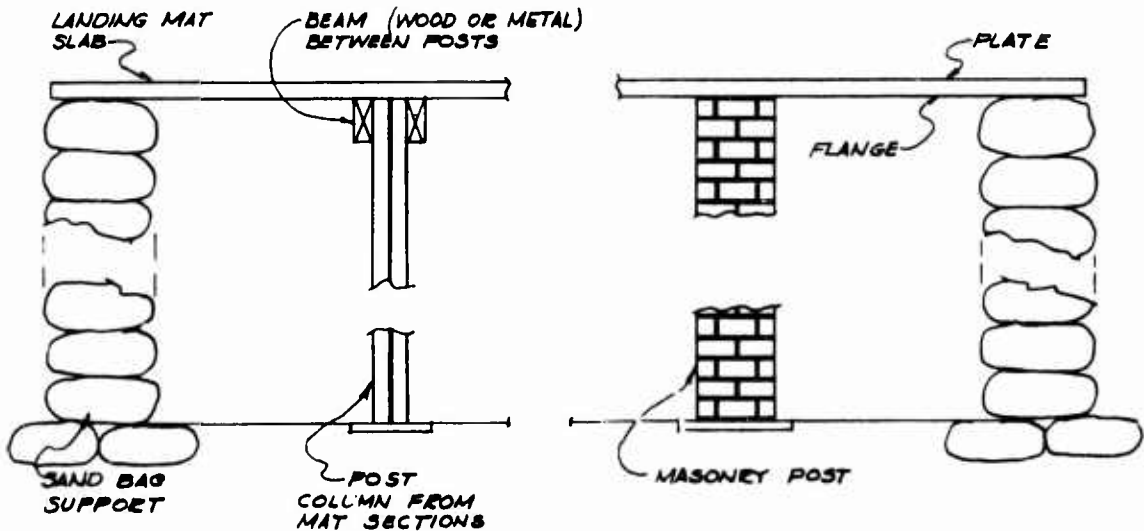 LANDING MAT
SLAB
BEAM (WOOD OR METAL)
BETWEEN POSTS
PLATE
FLANGE
SAND BAG
SUPPORT
POST
COLUMN FROM
MAT SECTIONS
MASONRY POST